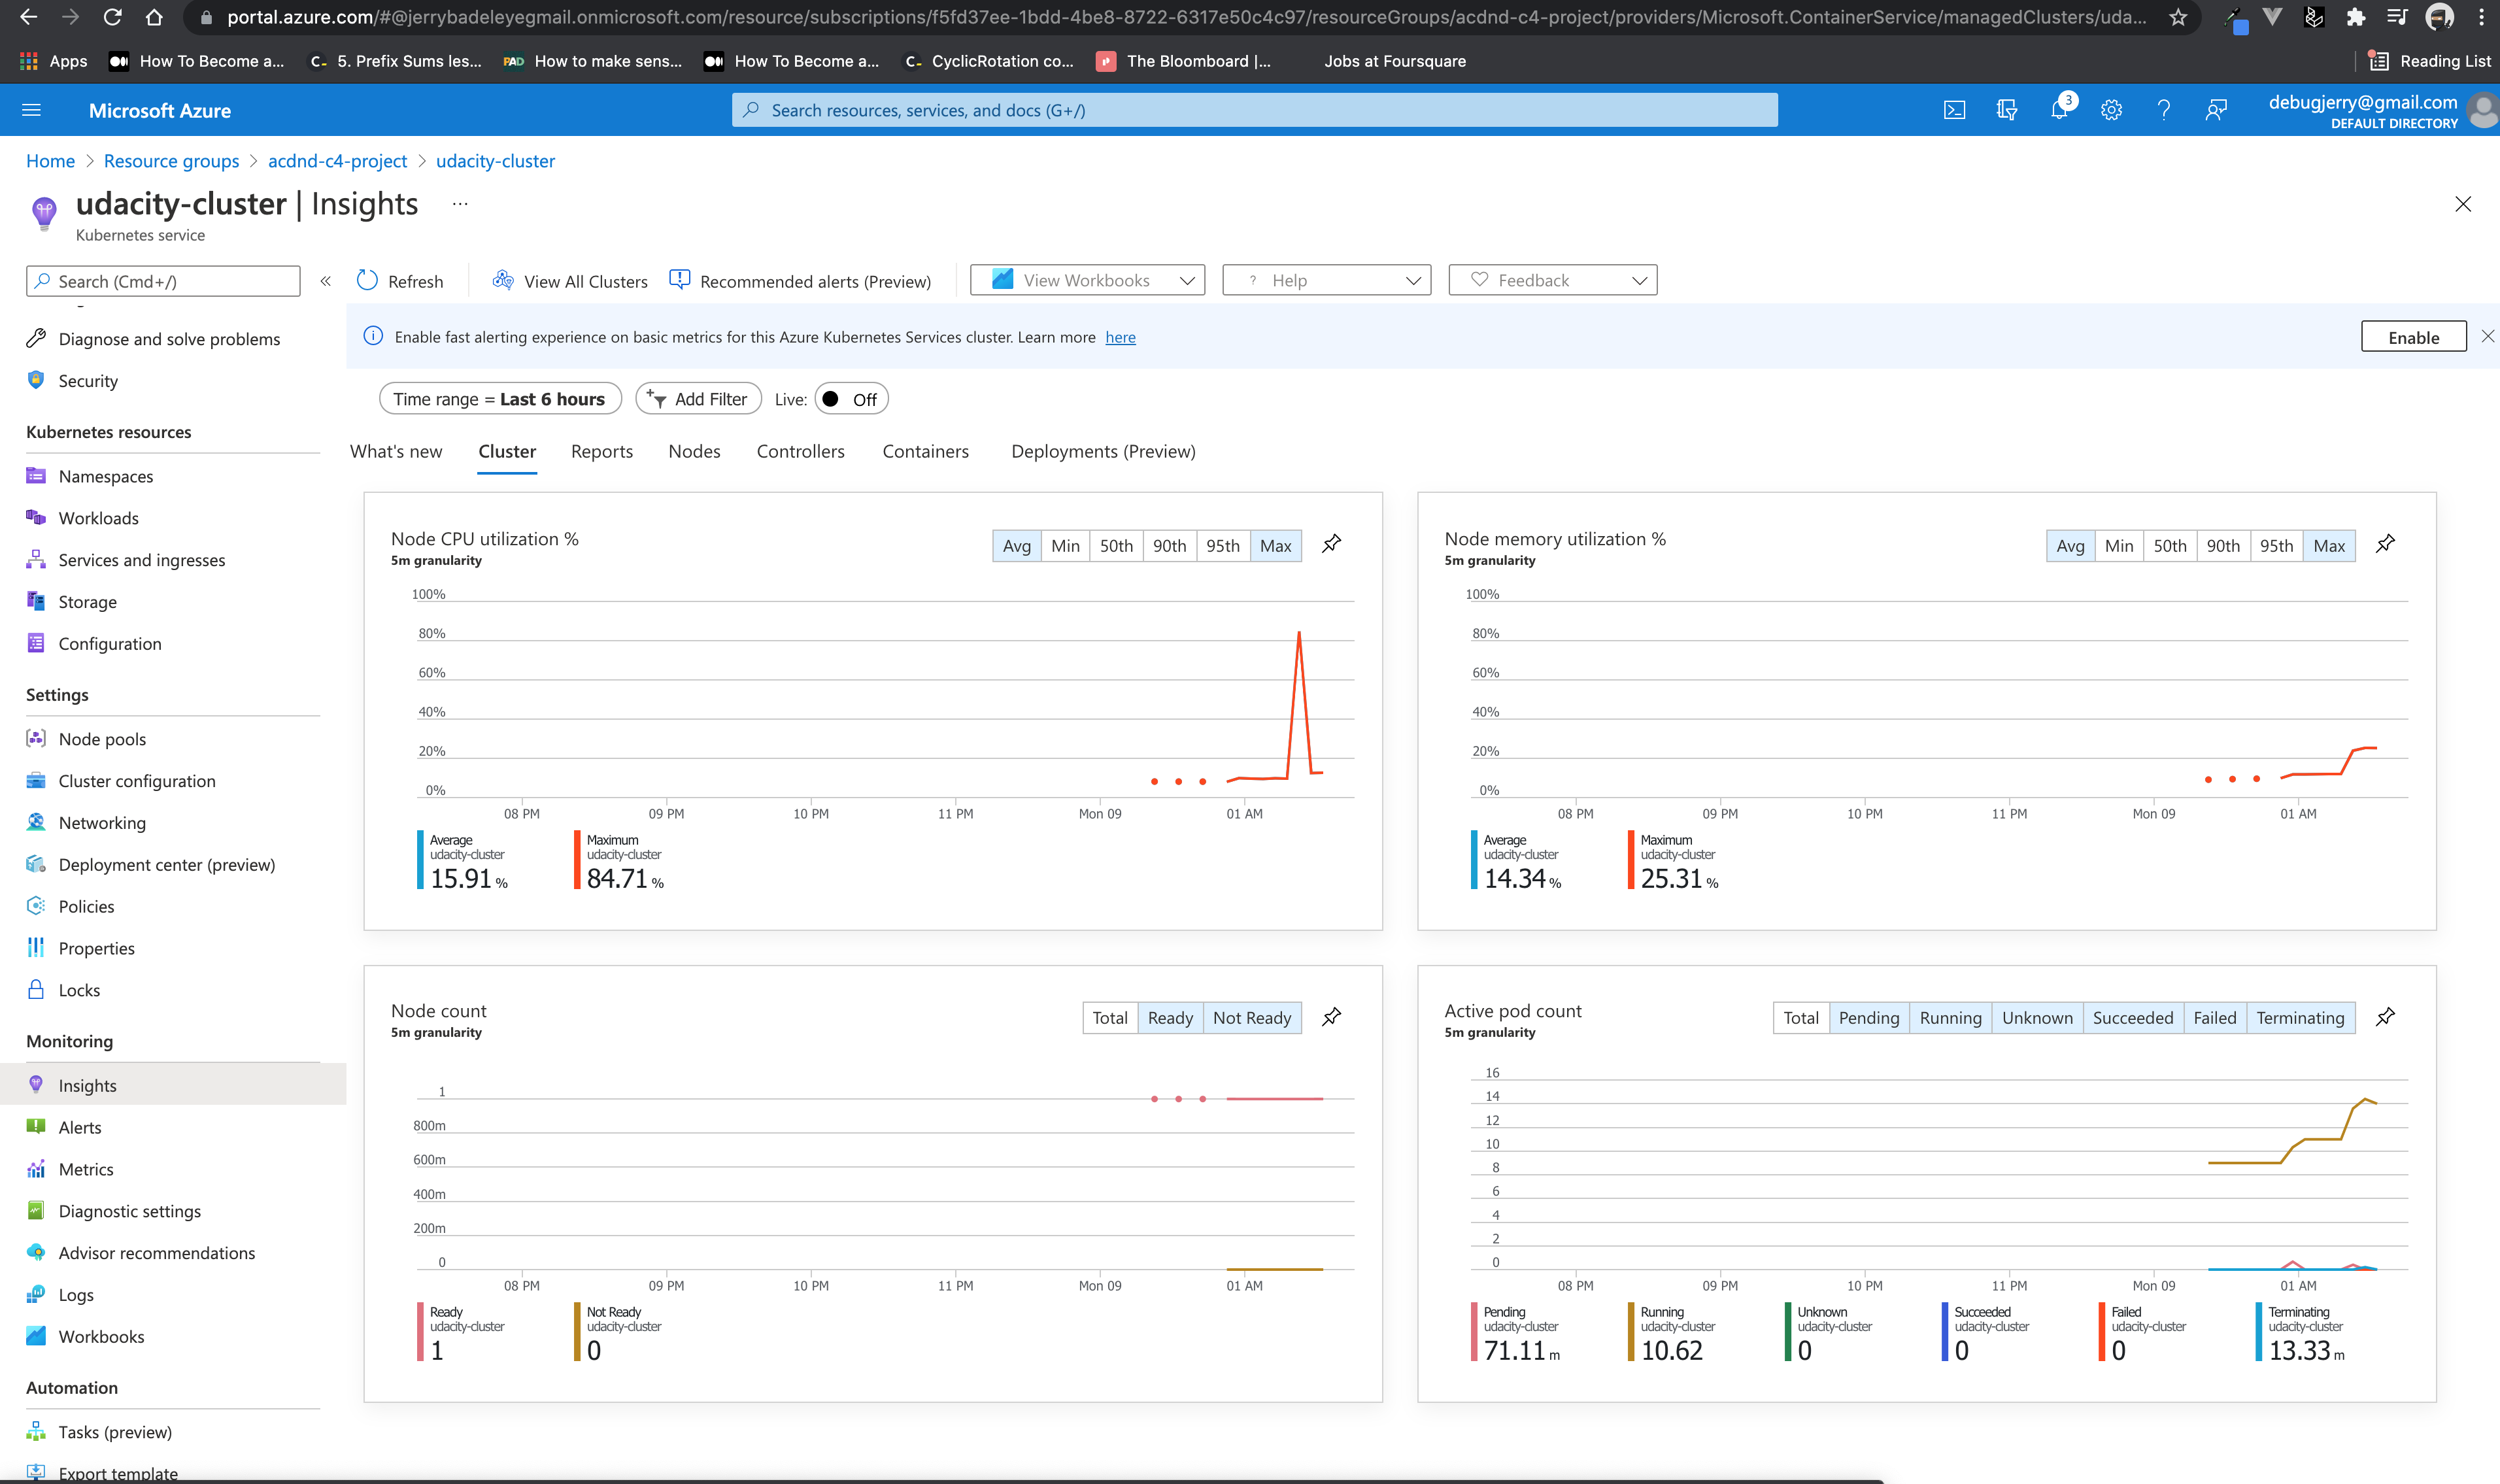 portal.azure.com/#@jerrybadeleyegmail.onmicrosoft.com/resource/subscriptions/f5fd37ee-1bdd-4be8-8722-6317e50c4c97/resourceGroups/acdnd-c4-project/providers/Microsoft.ContainerService/managedClusters/uda...
Apps How To Become a... C- 5. Prefix Sums les... PAD How to make sens... How To Become a... C- CyclicRotation co... The Bloomboard |... Jobs at Foursquare Reading List
Microsoft Azure Search resources, services, and docs (G+/) 3 debugjerry@gmail.com
DEFAULT DIRECTORY
Home > Resource groups > acdnd-c4-project > udacity-cluster
udacity-cluster | Insights ...
Kubernetes service
Search (Cmd+/) « Refresh View All Clusters Recommended alerts (Preview) View Workbooks ? Help Feedback
Enable fast alerting experience on basic metrics for this Azure Kubernetes Services cluster. Learn more here Enable
Diagnose and solve problems
Security
Kubernetes resources
Namespaces
Workloads
Services and ingresses
Storage
Configuration
Settings
Node pools
Cluster configuration
Networking
Deployment center (preview)
Policies
Properties
Locks
Monitoring
Insights
Alerts
Metrics
Diagnostic settings
Advisor recommendations
Logs
Workbooks
Automation
Tasks (preview)
Export template
Time range = Last 6 hours Add Filter Live: Off
What's new Cluster Reports Nodes Controllers Containers Deployments (Preview)
Node CPU utilization %
5m granularity
Avg Min 50th 90th 95th Max
100%
80%
60%
40%
20%
0%
08 PM 09 PM 10 PM 11 PM Mon 09 01 AM
Average Maximum
udacity-cluster udacity-cluster
15.91 % 84.71 %
Node memory utilization %
5m granularity
Avg Min 50th 90th 95th Max
100%
80%
60%
40%
20%
0%
08 PM 09 PM 10 PM 11 PM Mon 09 01 AM
Average Maximum
udacity-cluster udacity-cluster
14.34 % 25.31 %
Node count
5m granularity
Total Ready Not Ready
1
800m
600m
400m
200m
0
08 PM 09 PM 10 PM 11 PM Mon 09 01 AM
Ready Not Ready
udacity-cluster udacity-cluster
1 0
Active pod count
5m granularity
Total Pending Running Unknown Succeeded Failed Terminating
16
14
12
10
8
6
4
2
0
08 PM 09 PM 10 PM 11 PM Mon 09 01 AM
Pending Running Unknown Succeeded Failed Terminating
udacity-cluster udacity-cluster udacity-cluster udacity-cluster udacity-cluster udacity-cluster
71.11 m 10.62 0 0 0 13.33 m